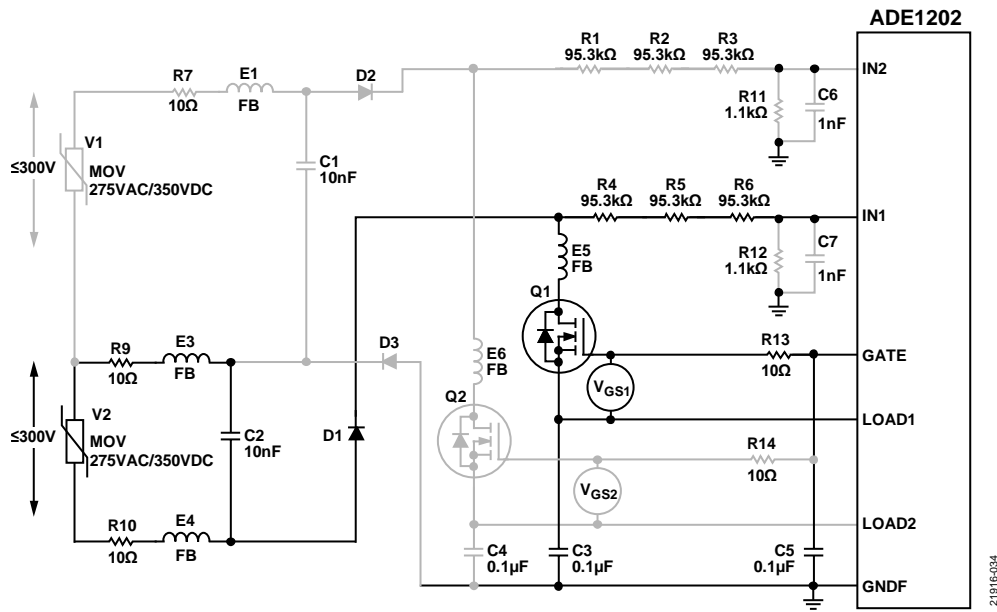 ADE1202
R1
95.3kΩ
R2
95.3kΩ
R3
95.3kΩ
IN2
R7
10Ω
E1
FB
D2
R11
1.1kΩ
C6
1nF
≤300V
V1
MOV
275VAC/350VDC
C1
10nF
R4
95.3kΩ
R5
95.3kΩ
R6
95.3kΩ
IN1
E5
FB
R12
1.1kΩ
C7
1nF
Q1
R9
10Ω
E3
FB
D3
E6
FB
R13
10Ω
GATE
VGS1
Q2
≤300V
V2
MOV
275VAC/350VDC
C2
10nF
D1
LOAD1
R14
10Ω
VGS2
R10
10Ω
E4
FB
LOAD2
C4
0.1µF
C3
0.1µF
C5
0.1µF
GNDF
21916-034